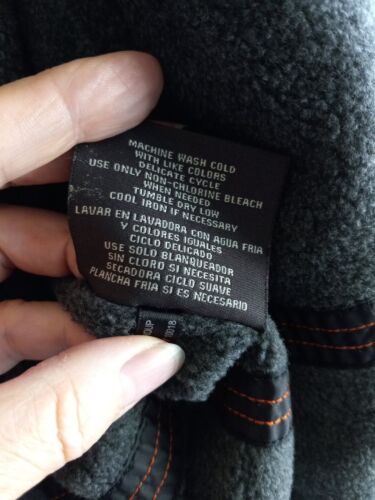 MACHINE WASH COLD
WITH LIKE COLORS
DELICATE CYCLE
USE ONLY NON-CHLORINE BLEACH
WHEN NEEDED
TUMBLE DRY LOW
COOL IRON IF NECESSARY
LAVAR EN LAVADORA CON AGUA FRIA
Y COLORES IGUALES
CICLO DELICADO
USE SOLO BLANQUEADOR
SIN CLORO SI NECESITA
SECADORA CICLO SUAVE
PLANCHA FRIA SI ES NECESARIO